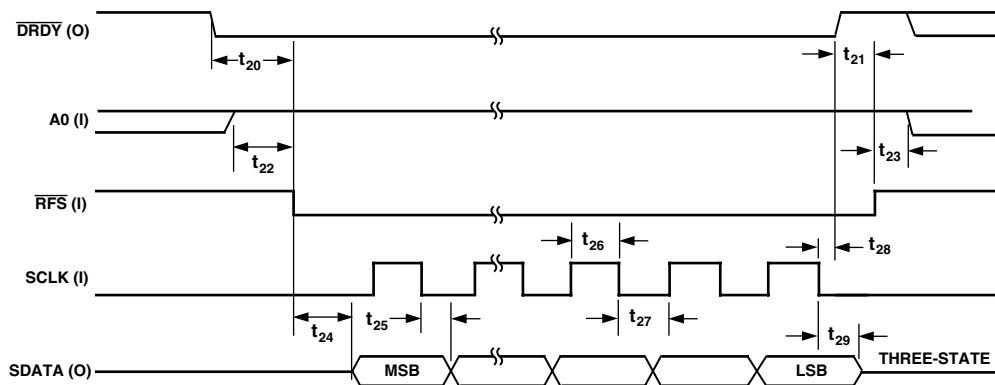 DRDY (O)
t20
t21
A0 (I)
t22
t23
RFS (I)
t26
t28
SCLK (I)
t24
t25
t27
t29
SDATA (O)
MSB
LSB
THREE-STATE